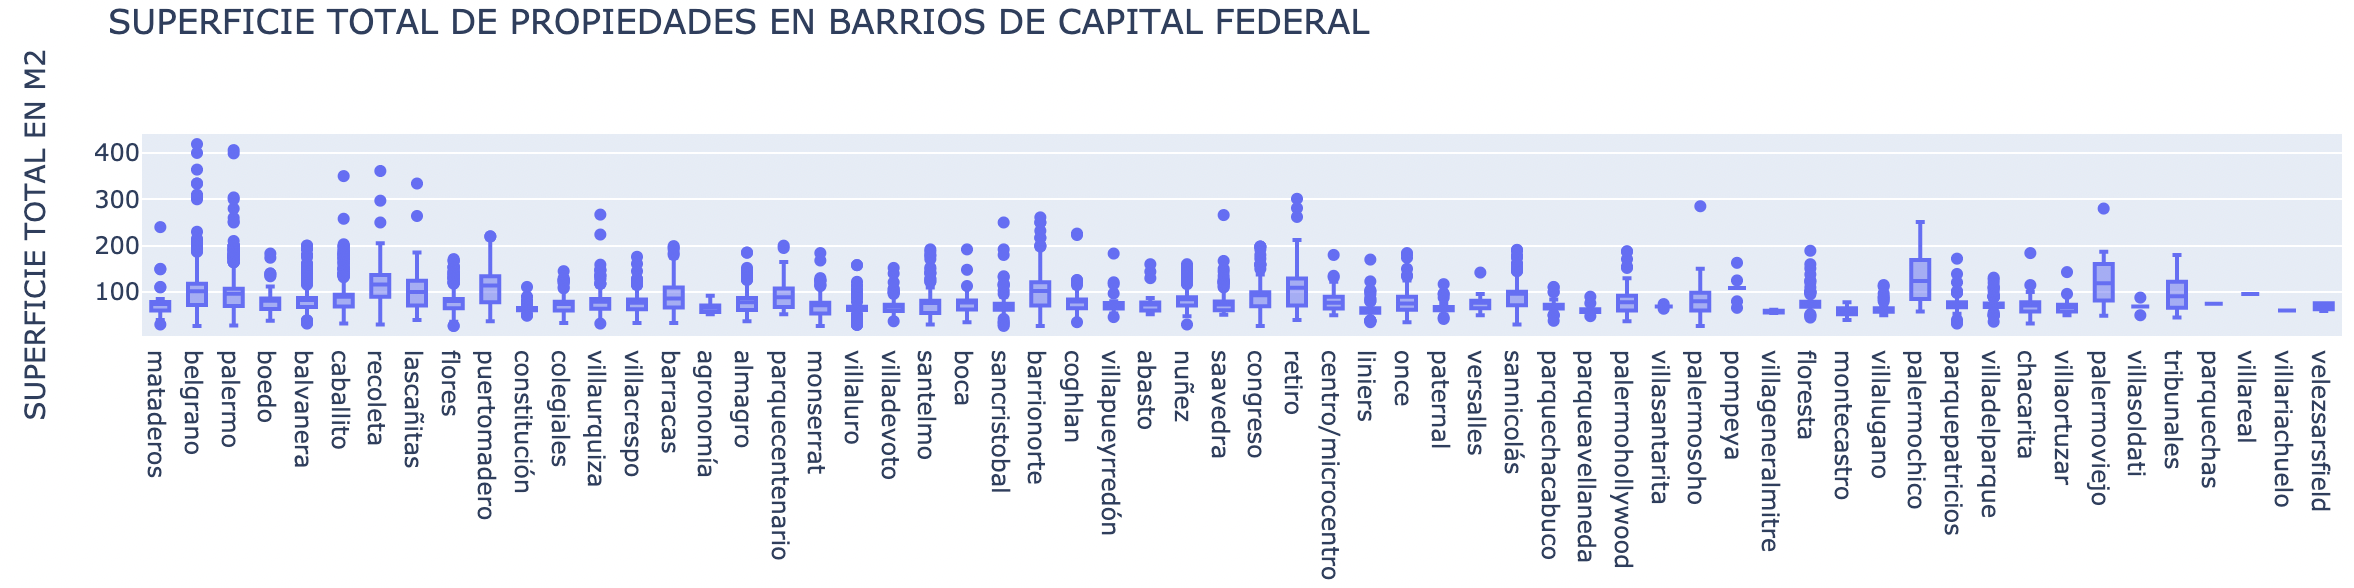 SUPERFICIE TOTAL DE PROPIEDADES EN BARRIOS DE CAPITAL FEDERAL
SUPERFICIE TOTAL EN M2
400
300
200
100
mataderos
belgrano
palermo
boedo
balvanera
caballito
recoleta
lascañitas
flores
puertomadero
constitución
colegiales
villaurquiza
villacrespo
barracas
agronomía
almagro
parquecentenario
monserrat
villaluro
villadevoto
santelmo
boca
sancristobal
barrionorte
coghlan
villapueyrredón
abasto
nuñez
saavedra
congreso
retiro
centro/microcentro
liniers
once
paternal
versalles
sannicolás
parquechacabuco
parqueavellaneda
palermohollywood
villasantarita
palermosoho
pompeya
villageneralmitre
floresta
montecastro
villalugano
palermochico
parquepatricios
villadelparque
chacarita
villaortuzar
palermoviejo
villasoldati
tribunales
parquechas
villareal
villariachuelo
velezsarsfield